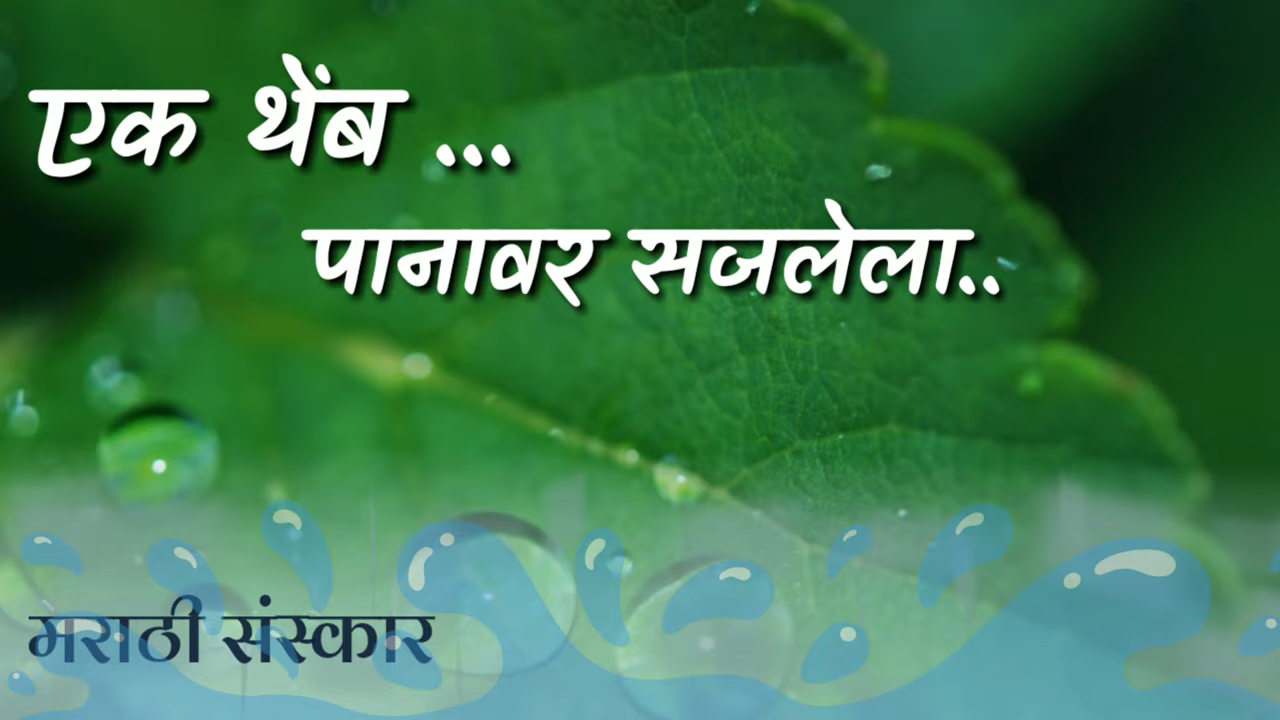 एक थेंब ...
पानावर सजलेला..
मराठी संस्कार